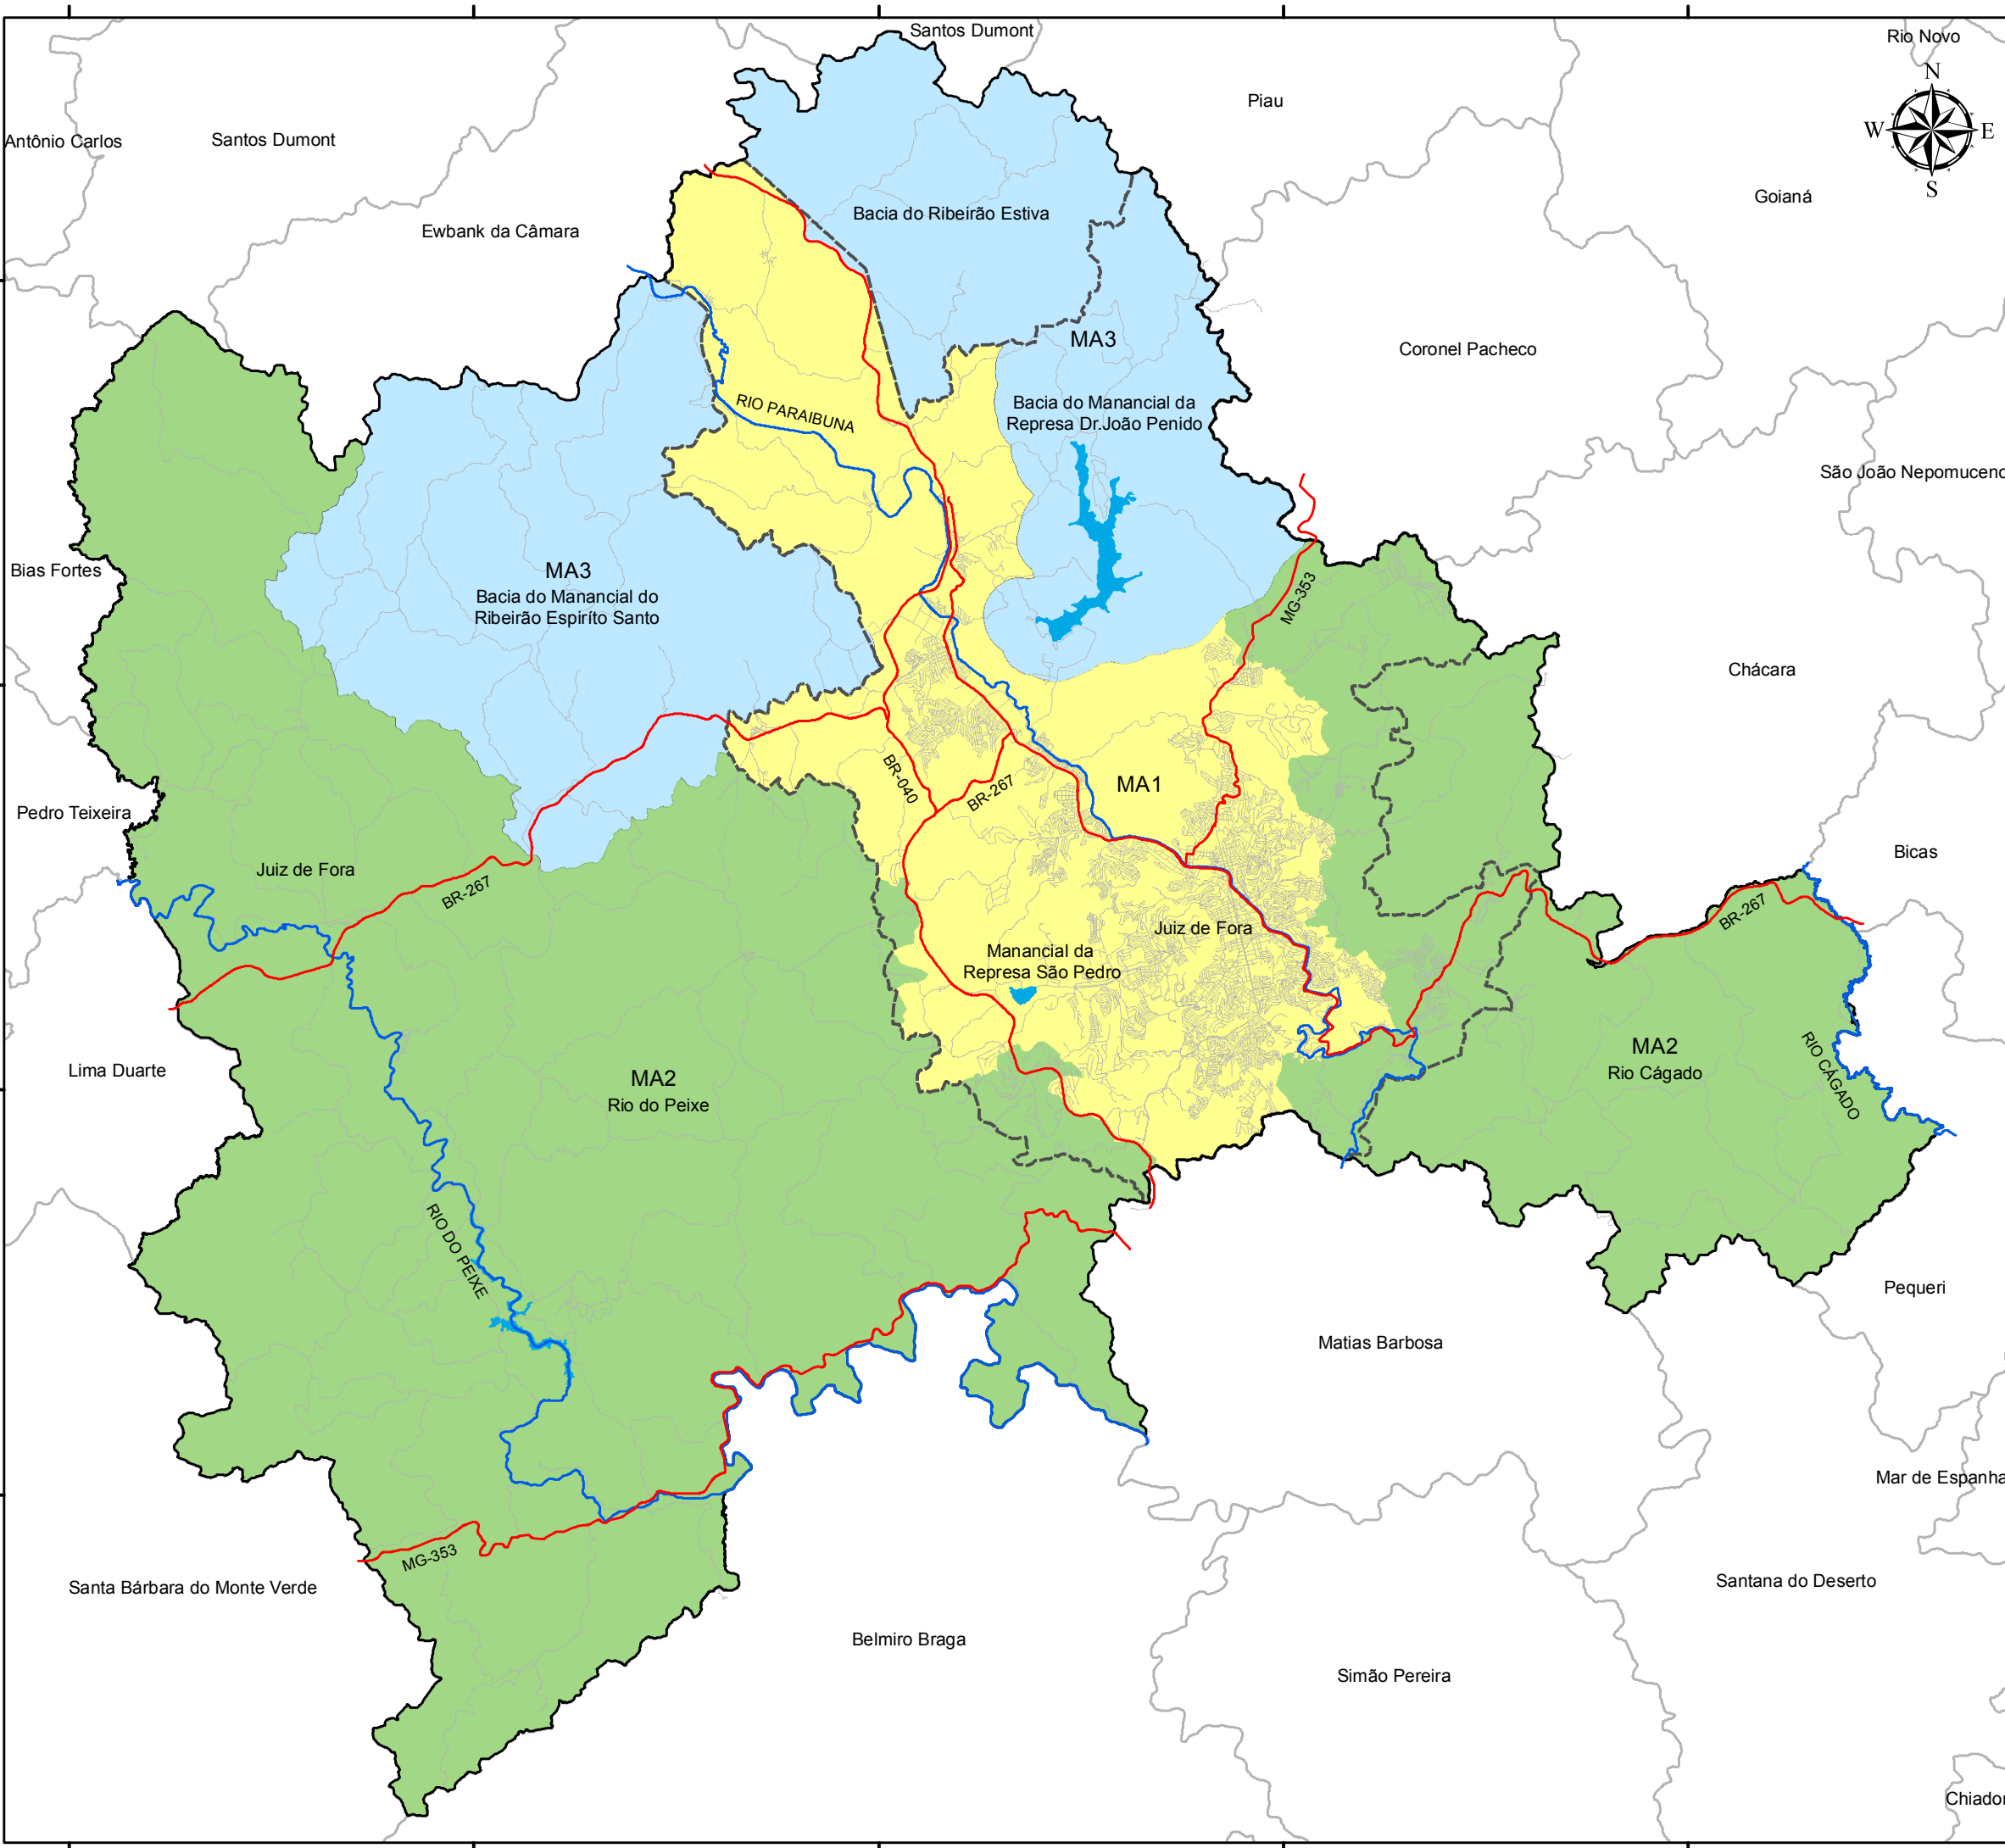 Santos Dumont
Rio Novo
N
Piau
W
E
Antônio Carlos
Santos Dumont
S
Goianá
Bacia do Ribeirão Estiva
Ewbank da Câmara
MA3
Coronel Pacheco
Bacia do Manancial da
Represa Dr.João Penido
RIO PARAIBUNA
São João Nepomuceno
MA3
Bacia do Manancial do
Ribeirão Espiríto Santo
Bias Fortes
MG-353
Chácara
BR-040
BR-267
MA1
Pedro Teixeira
Bicas
Juiz de Fora
BR-267
BR-267
Juiz de Fora
Manancial da
Represa São Pedro
MA2
Rio Cágado
RIO CÁGADO
Lima Duarte
MA2
Rio do Peixe
RIO DO PEIXE
Pequeri
Matias Barbosa
Mar de Espanha
MG-353
Santa Bárbara do Monte Verde
Santana do Deserto
Belmiro Braga
Simão Pereira
Chiador